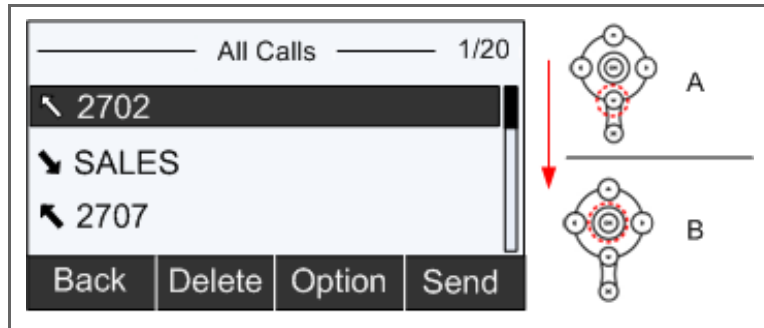 All Calls 1/20
2702
SALES
2707
Back Delete Option Send
A
B